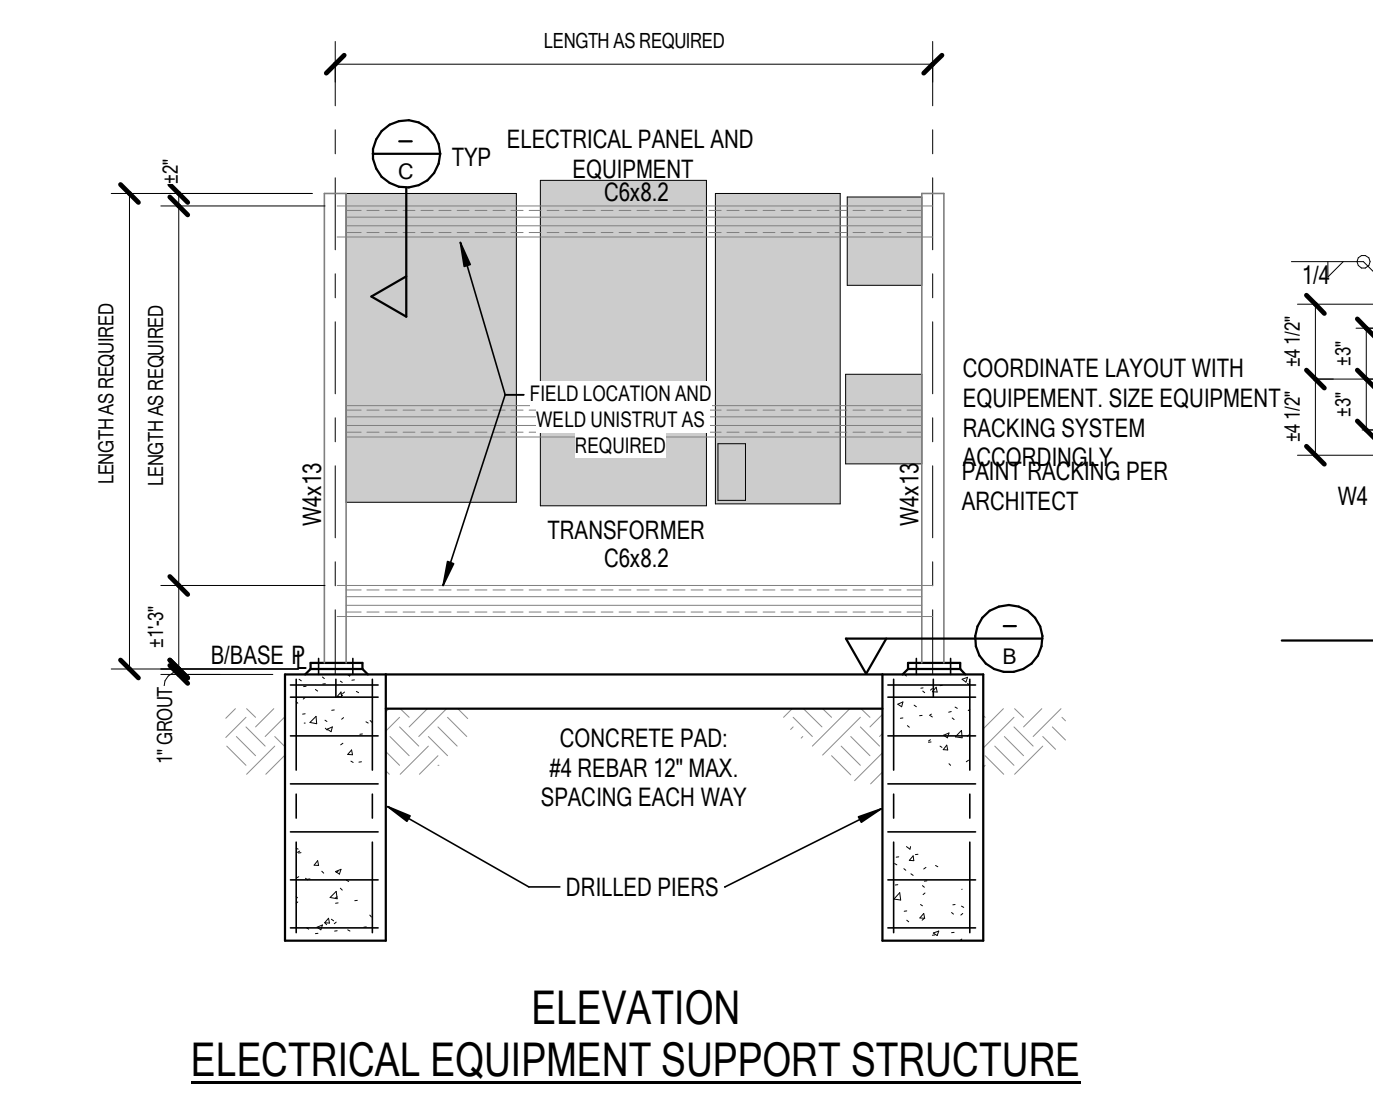 LENGTH AS REQUIRED
–
C
TYP
ELECTRICAL PANEL AND
EQUIPMENT
C6x8.2
±2"
LENGTH AS REQUIRED
LENGTH AS REQUIRED
±1'-3"
1" GROUT
B/BASE PL
W4x13
FIELD LOCATION AND
WELD UNISTRUT AS
REQUIRED
W4x13
TRANSFORMER
C6x8.2
COORDINATE LAYOUT WITH
EQUIPEMENT. SIZE EQUIPMENT
RACKING SYSTEM
ACCORDINGLY
PAINT RACKING PER
ARCHITECT
1/4
±4 1/2"
±4 1/2"
±3"
±3"
W4
–
B
CONCRETE PAD:
#4 REBAR 12" MAX.
SPACING EACH WAY
DRILLED PIERS
ELEVATION
ELECTRICAL EQUIPMENT SUPPORT STRUCTURE